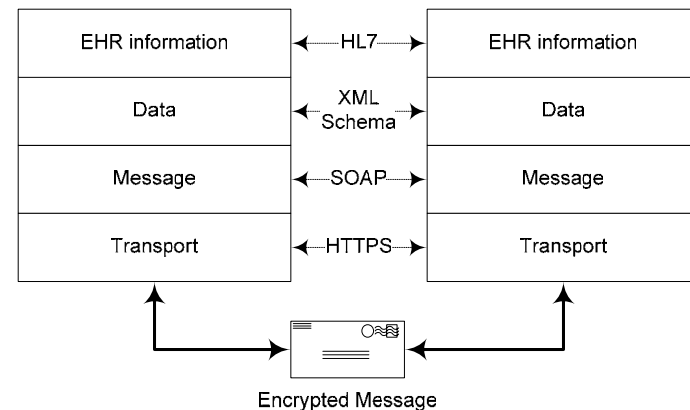 EHR information
HL7
EHR information
Data
XML
Schema
Data
Message
SOAP
Message
Transport
HTTPS
Transport
Encrypted Message